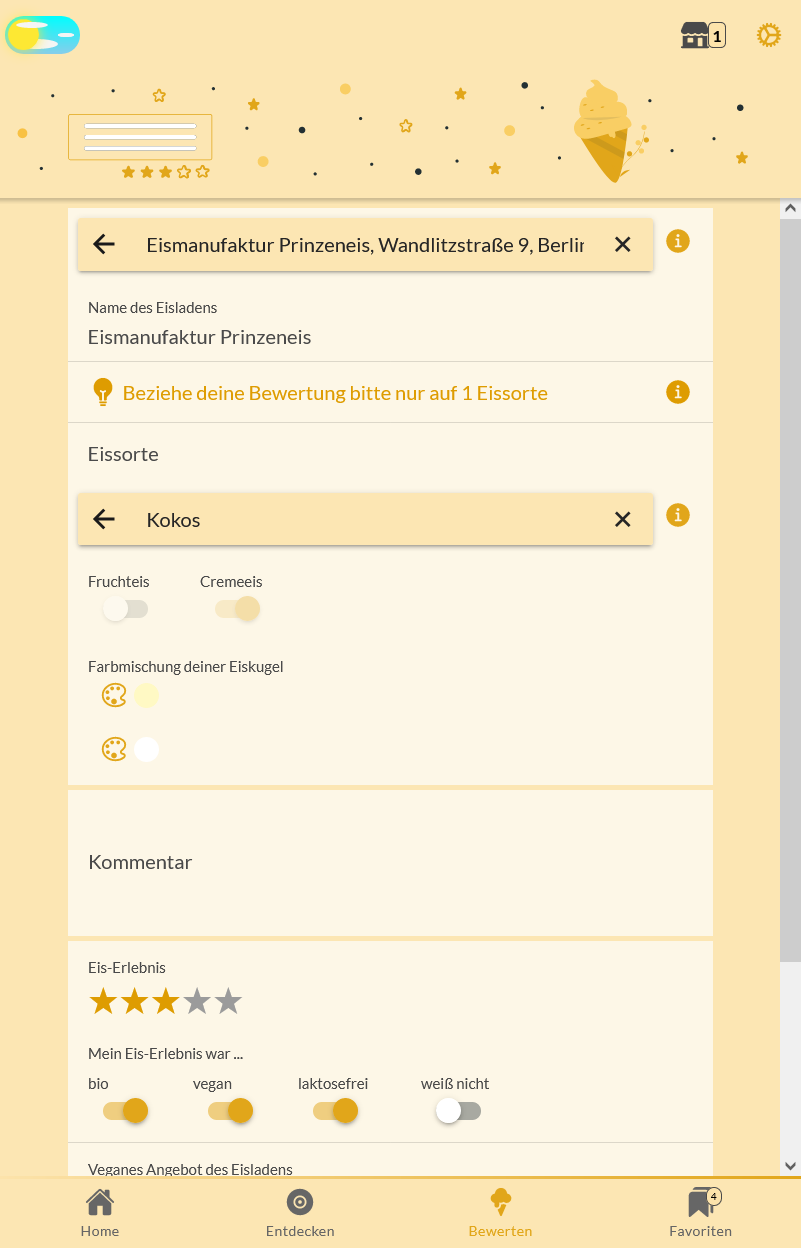 1
Eismanufaktur Prinzeneis, Wandlitzstraße 9, Berlin
Name des Eisladens
Eismanufaktur Prinzeneis
Beziehe deine Bewertung bitte nur auf 1 Eissorte
Eissorte
Kokos
Fruchteis Cremeeis
Farbmischung deiner Eiskugel
Kommentar
Eis-Erlebnis
Mein Eis-Erlebnis war ...
bio vegan laktosefrei weiß nicht
Veganes Angebot des Eisladens
4
Home Entdecken Bewerten Favoriten